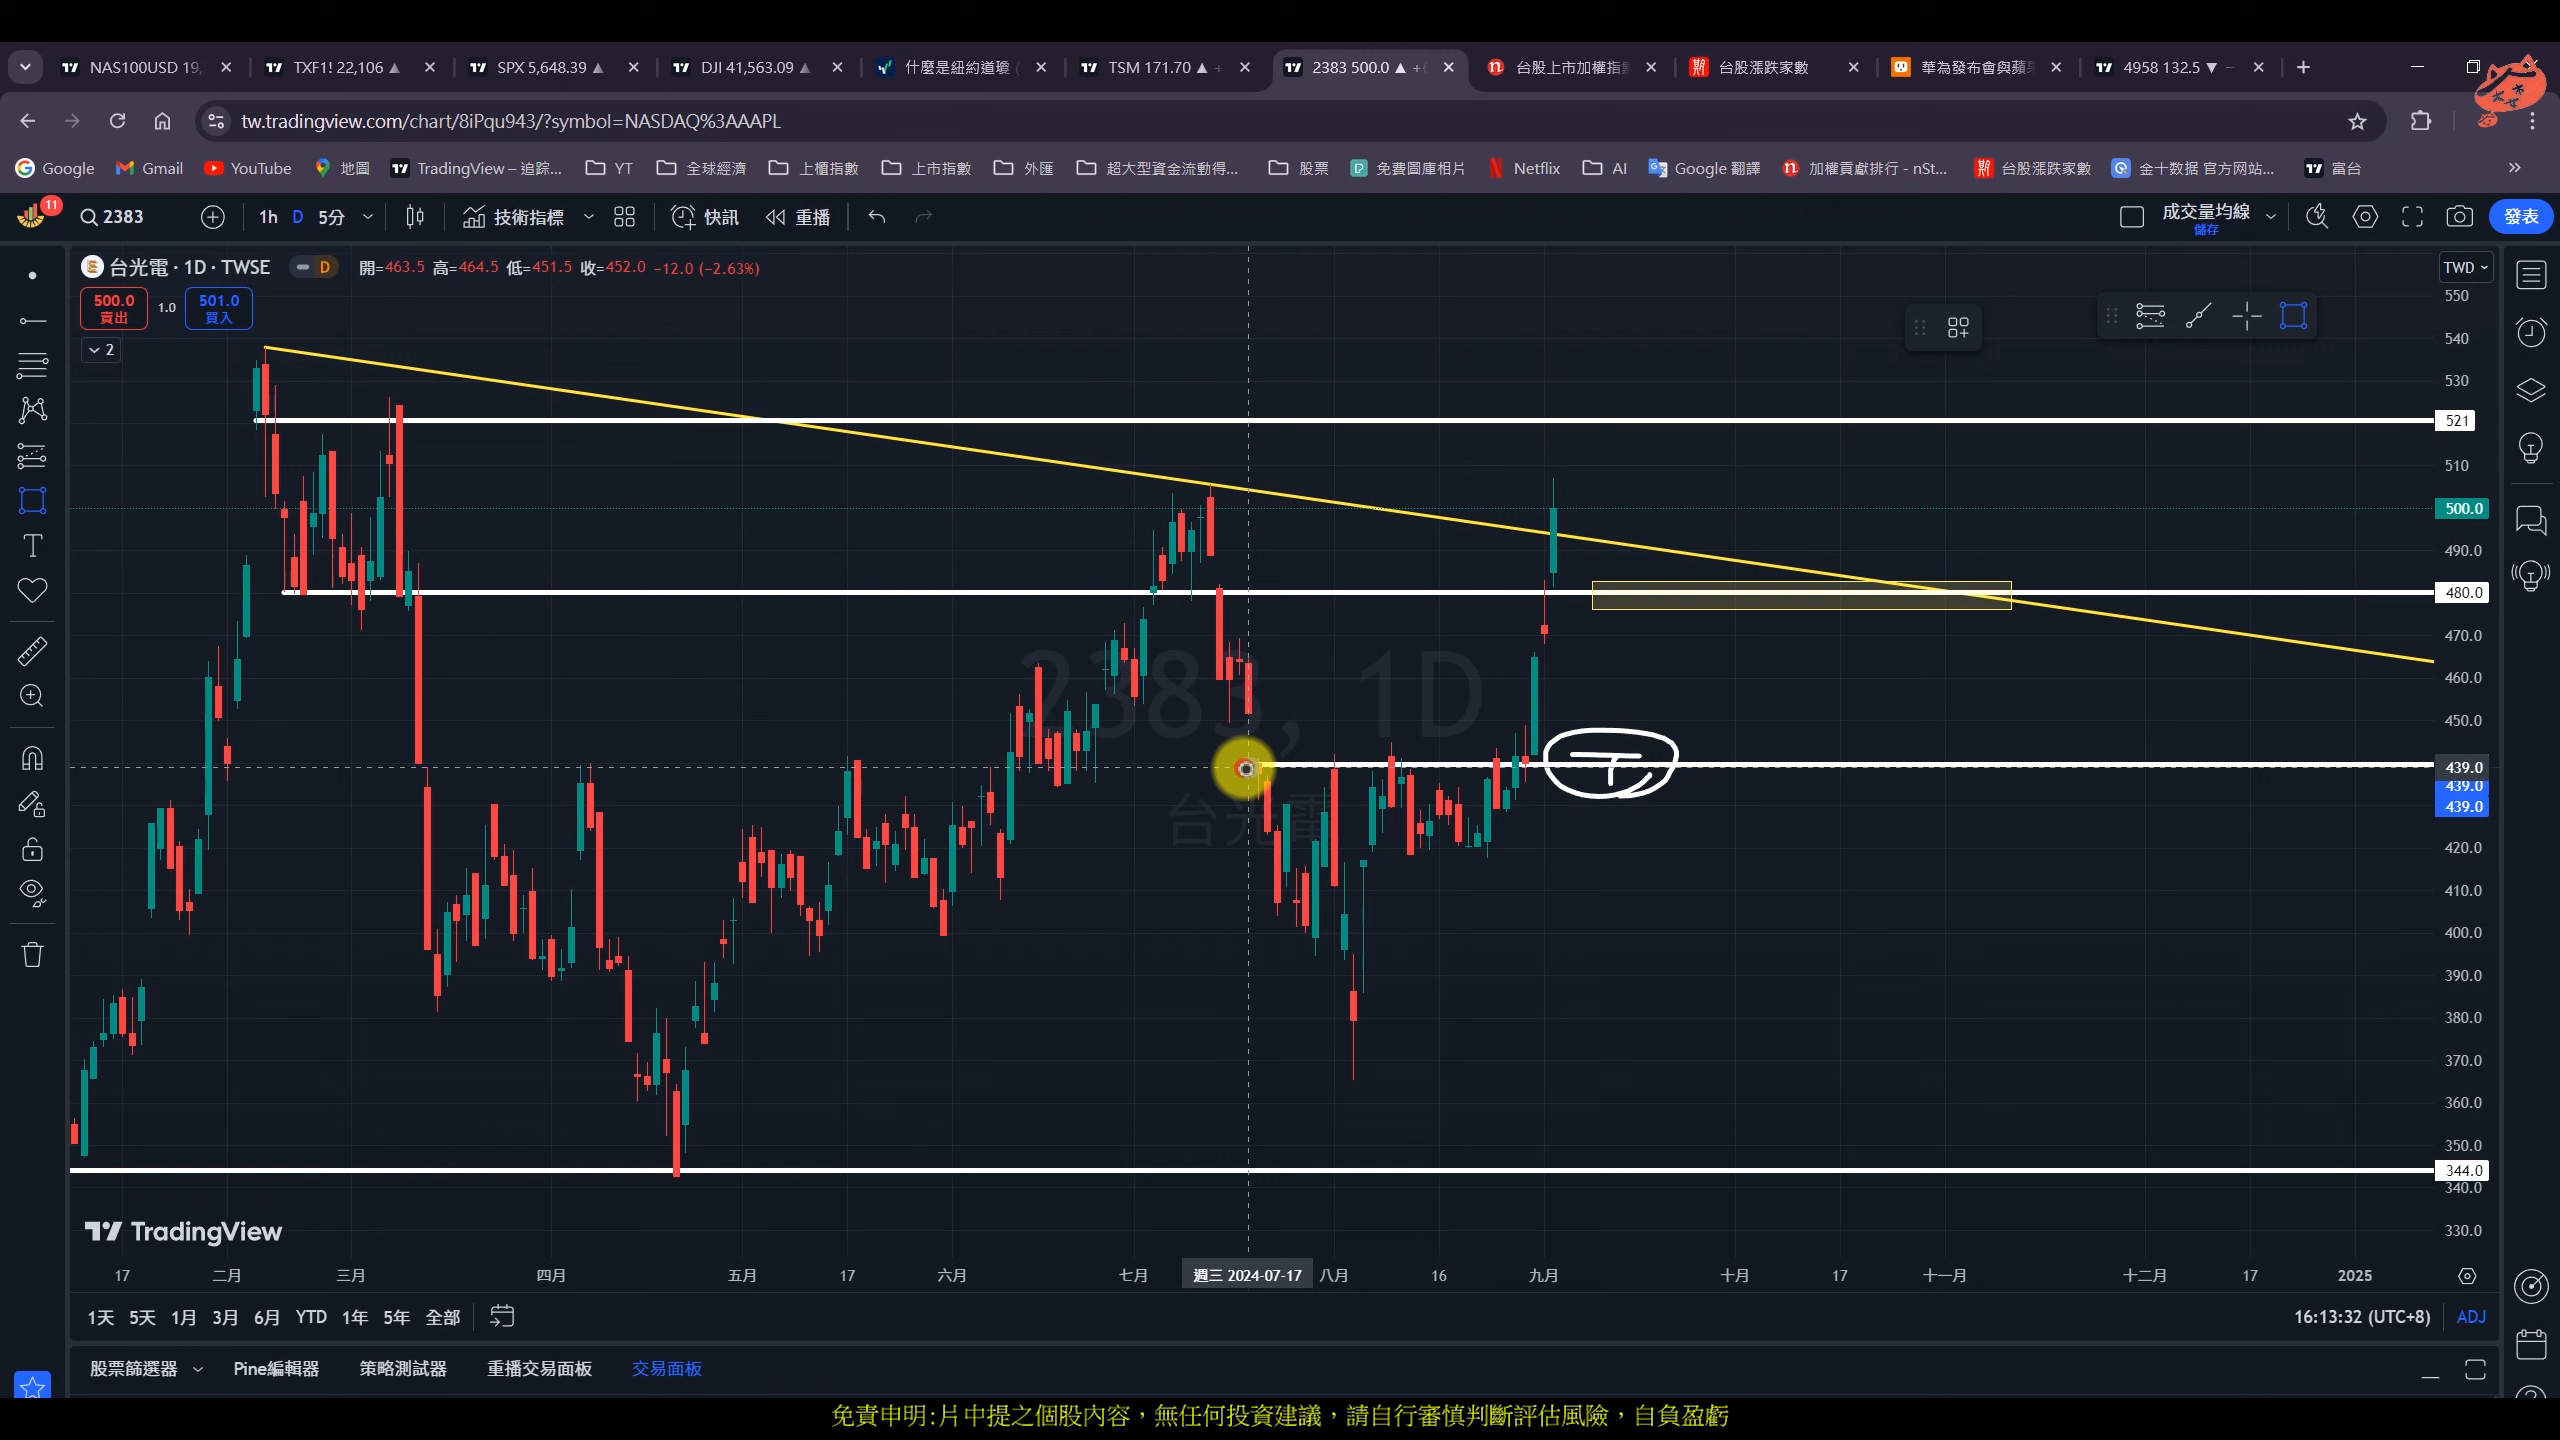 NAS100USD 19,
TXF1! 22,106 ▲
SPX 5,648.39 ▲
DJI 41,563.09 ▲
什麼是紐約道瓊
TSM 171.70 ▲ +
2383 500.0 ▲ +
台股上市加權指
台股漲跌家數
華為發布會與蘋
4958 132.5 ▼ −
tw.tradingview.com/chart/8iPqu943/?symbol=NASDAQ%3AAAPL
Google
Gmail
YouTube
地圖
TradingView – 追踪...
YT
全球經濟
上櫃指數
上市指數
外匯
超大型資金流動得...
股票
免費圖庫相片
Netflix
AI
Google 翻譯
加權貢獻排行 - nSt...
台股漲跌家數
金十数据 官方网站...
富台
11
2383
1h
D
5分
技術指標
快訊
重播
成交量均線
儲存
發表
台光電 · 1D · TWSE
D
開=463.5 高=464.5 低=451.5 收=452.0 −12.0 (−2.63%)
TWD
500.0
賣出
1.0
501.0
買入
2
550
540
530
521
510
500.0
490.0
480.0
470.0
460.0
450.0
439.0
439.0
439.0
420.0
410.0
400.0
390.0
380.0
370.0
360.0
350.0
344.0
340.0
330.0
2383, 1D
台光電
下
TradingView
17
二月
三月
四月
五月
17
六月
七月
週三 2024-07-17
八月
16
九月
十月
17
十一月
十二月
17
2025
1天
5天
1月
3月
6月
YTD
1年
5年
全部
16:13:32 (UTC+8)
ADJ
股票篩選器
Pine編輯器
策略測試器
重播交易面板
交易面板
免責申明:片中提之個股內容，無任何投資建議，請自行審慎判斷評估風險，自負盈虧